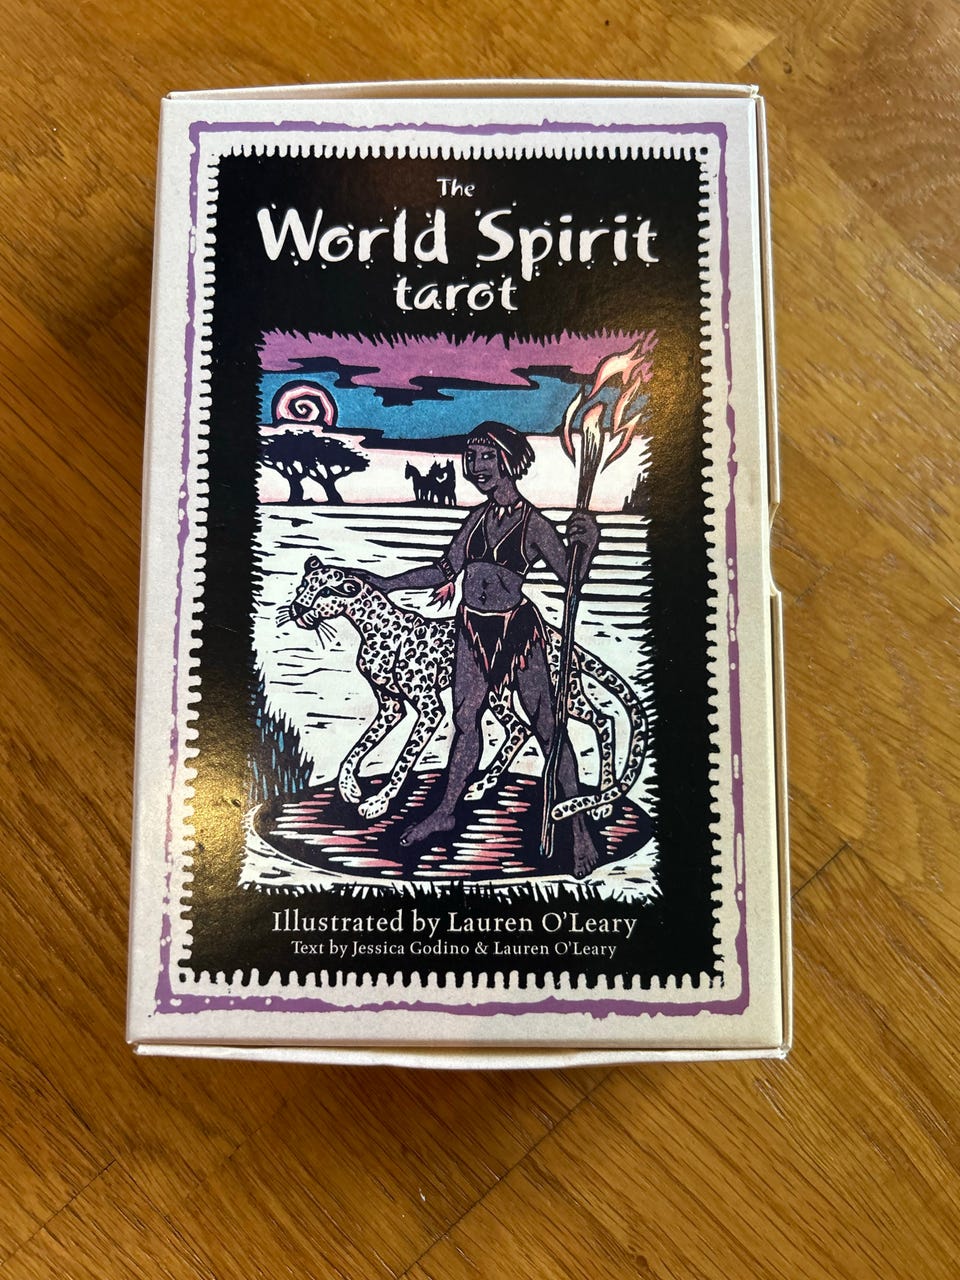 The
World Spirit
tarot
Illustrated by Lauren O'Leary
Text by Jessica Godino & Lauren O'Leary